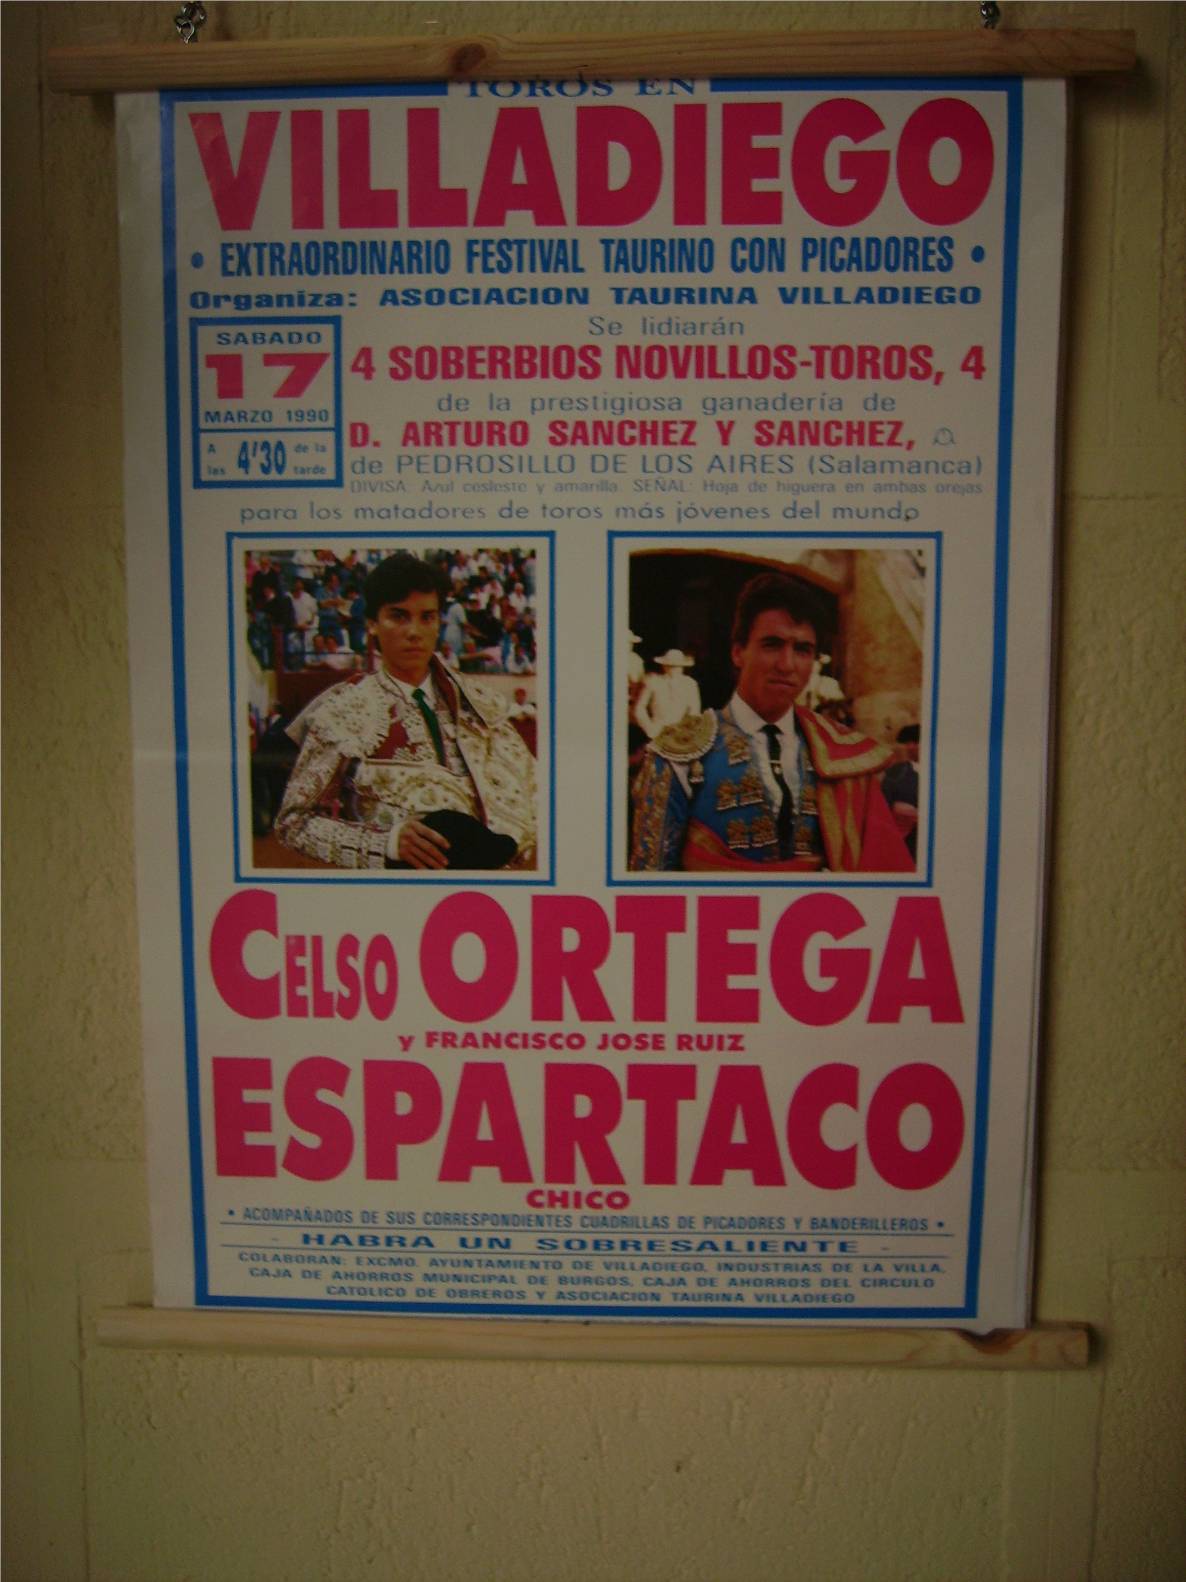 TOROS EN
VILLADIEGO
• EXTRAORDINARIO FESTIVAL TAURINO CON PICADORES •
Organiza: ASOCIACION TAURINA VILLADIEGO
SABADO
17
MARZO 1990
A las 4'30 de la tarde
Se lidiarán
4 SOBERBIOS NOVILLOS-TOROS, 4
de la prestigiosa ganadería de
D. ARTURO SANCHEZ Y SANCHEZ,
de PEDROSILLO DE LOS AIRES (Salamanca)
DIVISA: Azul cesleste y amarilla. SEÑAL: Hoja de higuera en ambas orejas
para los matadores de toros más jóvenes del mundo
CELSO ORTEGA
y FRANCISCO JOSE RUIZ
ESPARTACO
CHICO
• ACOMPAÑADOS DE SUS CORRESPONDIENTES CUADRILLAS DE PICADORES Y BANDERILLEROS •
- HABRA UN SOBRESALIENTE -
COLABORAN: EXCMO. AYUNTAMIENTO DE VILLADIEGO, INDUSTRIAS DE LA VILLA,
CAJA DE AHORROS MUNICIPAL DE BURGOS, CAJA DE AHORROS DEL CIRCULO
CATOLICO DE OBREROS Y ASOCIACION TAURINA VILLADIEGO